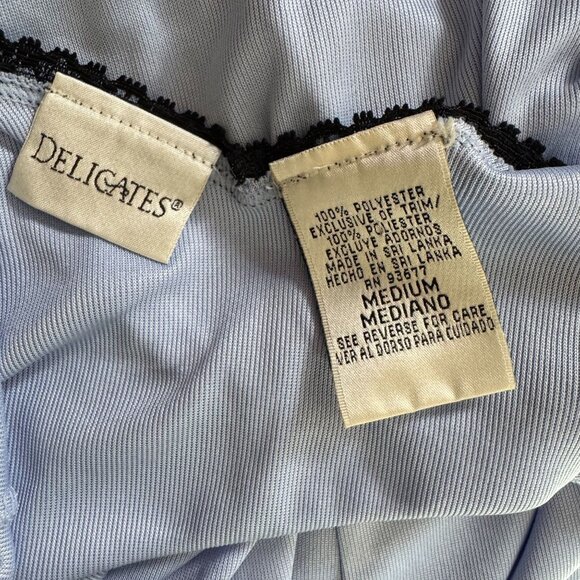 DELICATES®
100% POLYESTER
EXCLUSIVE OF TRIM/
100% POLIESTER
EXCLUYE ADORNOS
MADE IN SRI LANKA
HECHO EN SRI LANKA
RN 93677
MEDIUM
MEDIANO
SEE REVERSE FOR CARE
VER AL DORSO PARA CUIDADO